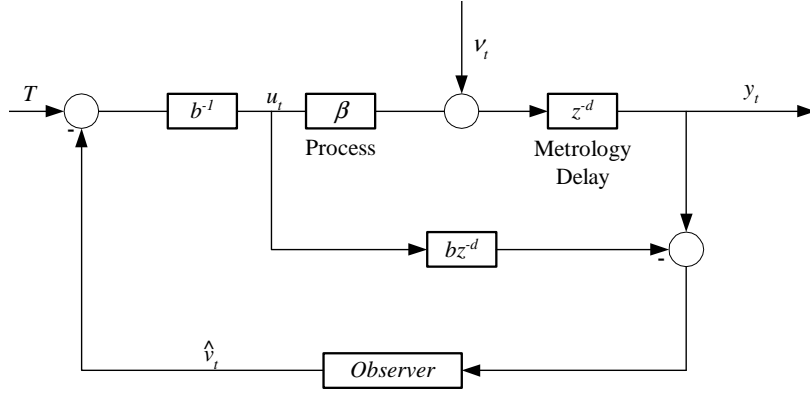 ν_t
T
-
b⁻¹
u_t
β
z⁻ᵈ
y_t
Process
Metrology
Delay
bz⁻ᵈ
-
v̂_t
Observer